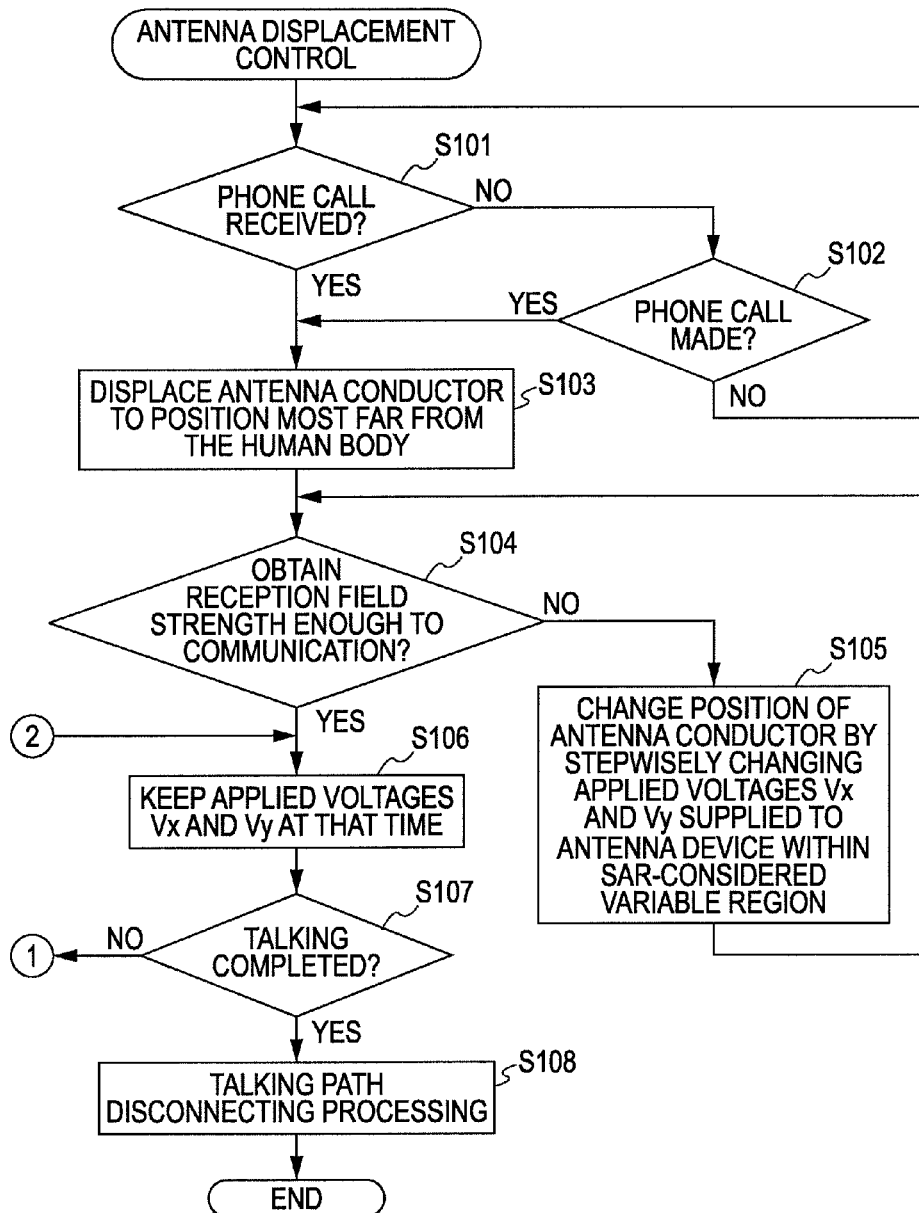 ANTENNA DISPLACEMENT
CONTROL
S101
PHONE CALL
RECEIVED?
NO
YES
S102
PHONE CALL
MADE?
YES
NO
S103
DISPLACE ANTENNA CONDUCTOR
TO POSITION MOST FAR FROM
THE HUMAN BODY
S104
OBTAIN
RECEPTION FIELD
STRENGTH ENOUGH TO
COMMUNICATION?
NO
YES
S105
CHANGE POSITION OF
ANTENNA CONDUCTOR BY
STEPWISELY CHANGING
APPLIED VOLTAGES Vx
AND Vy SUPPLIED TO
ANTENNA DEVICE WITHIN
SAR-CONSIDERED
VARIABLE REGION
2
S106
KEEP APPLIED VOLTAGES
Vx AND Vy AT THAT TIME
S107
TALKING
COMPLETED?
NO
1
YES
S108
TALKING PATH
DISCONNECTING PROCESSING
END